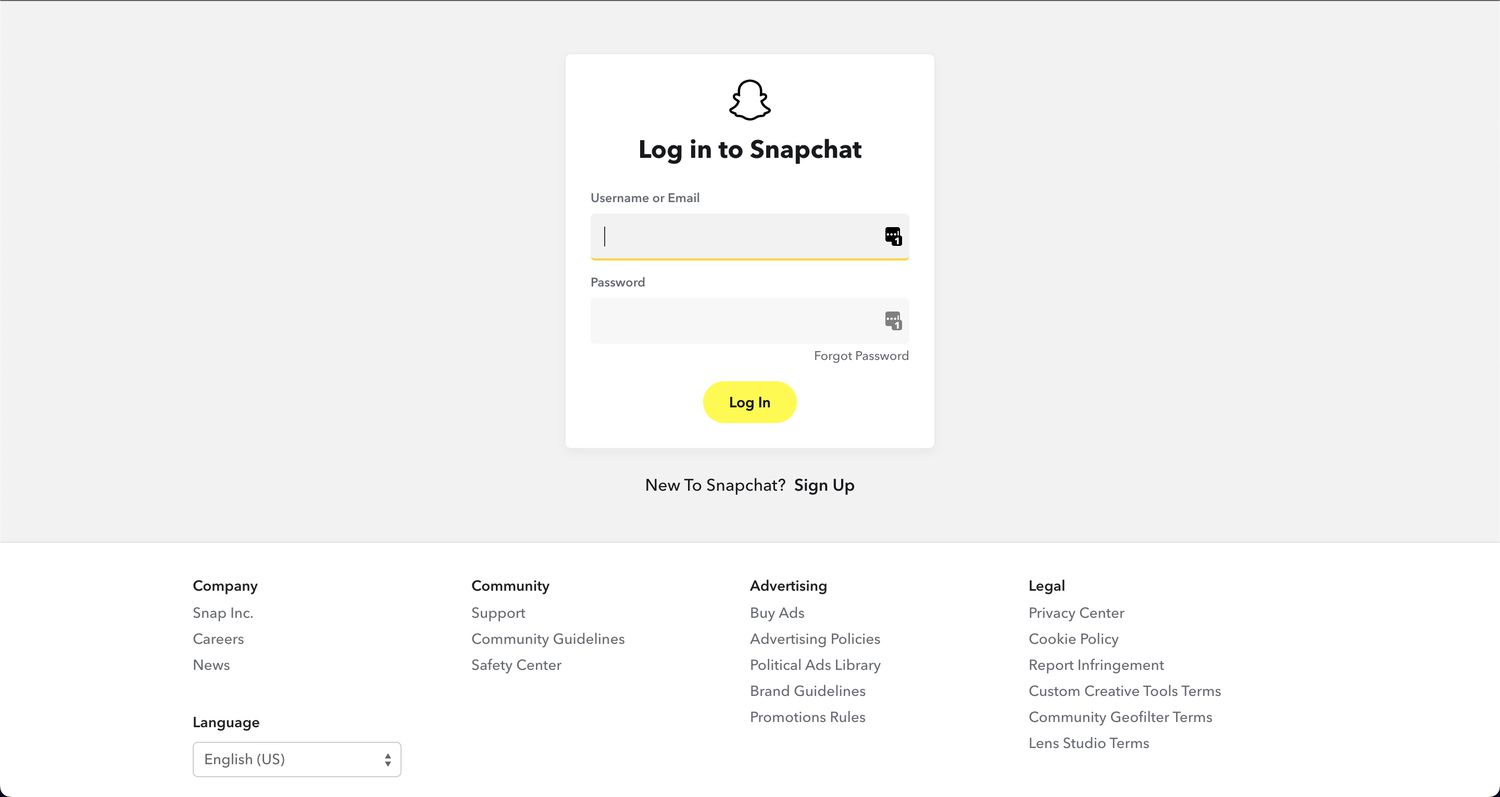 Log in to Snapchat
Username or Email
Password
Forgot Password
Log In
New To Snapchat? Sign Up
Company
Snap Inc.
Careers
News
Language
English (US)
Community
Support
Community Guidelines
Safety Center
Advertising
Buy Ads
Advertising Policies
Political Ads Library
Brand Guidelines
Promotions Rules
Legal
Privacy Center
Cookie Policy
Report Infringement
Custom Creative Tools Terms
Community Geofilter Terms
Lens Studio Terms